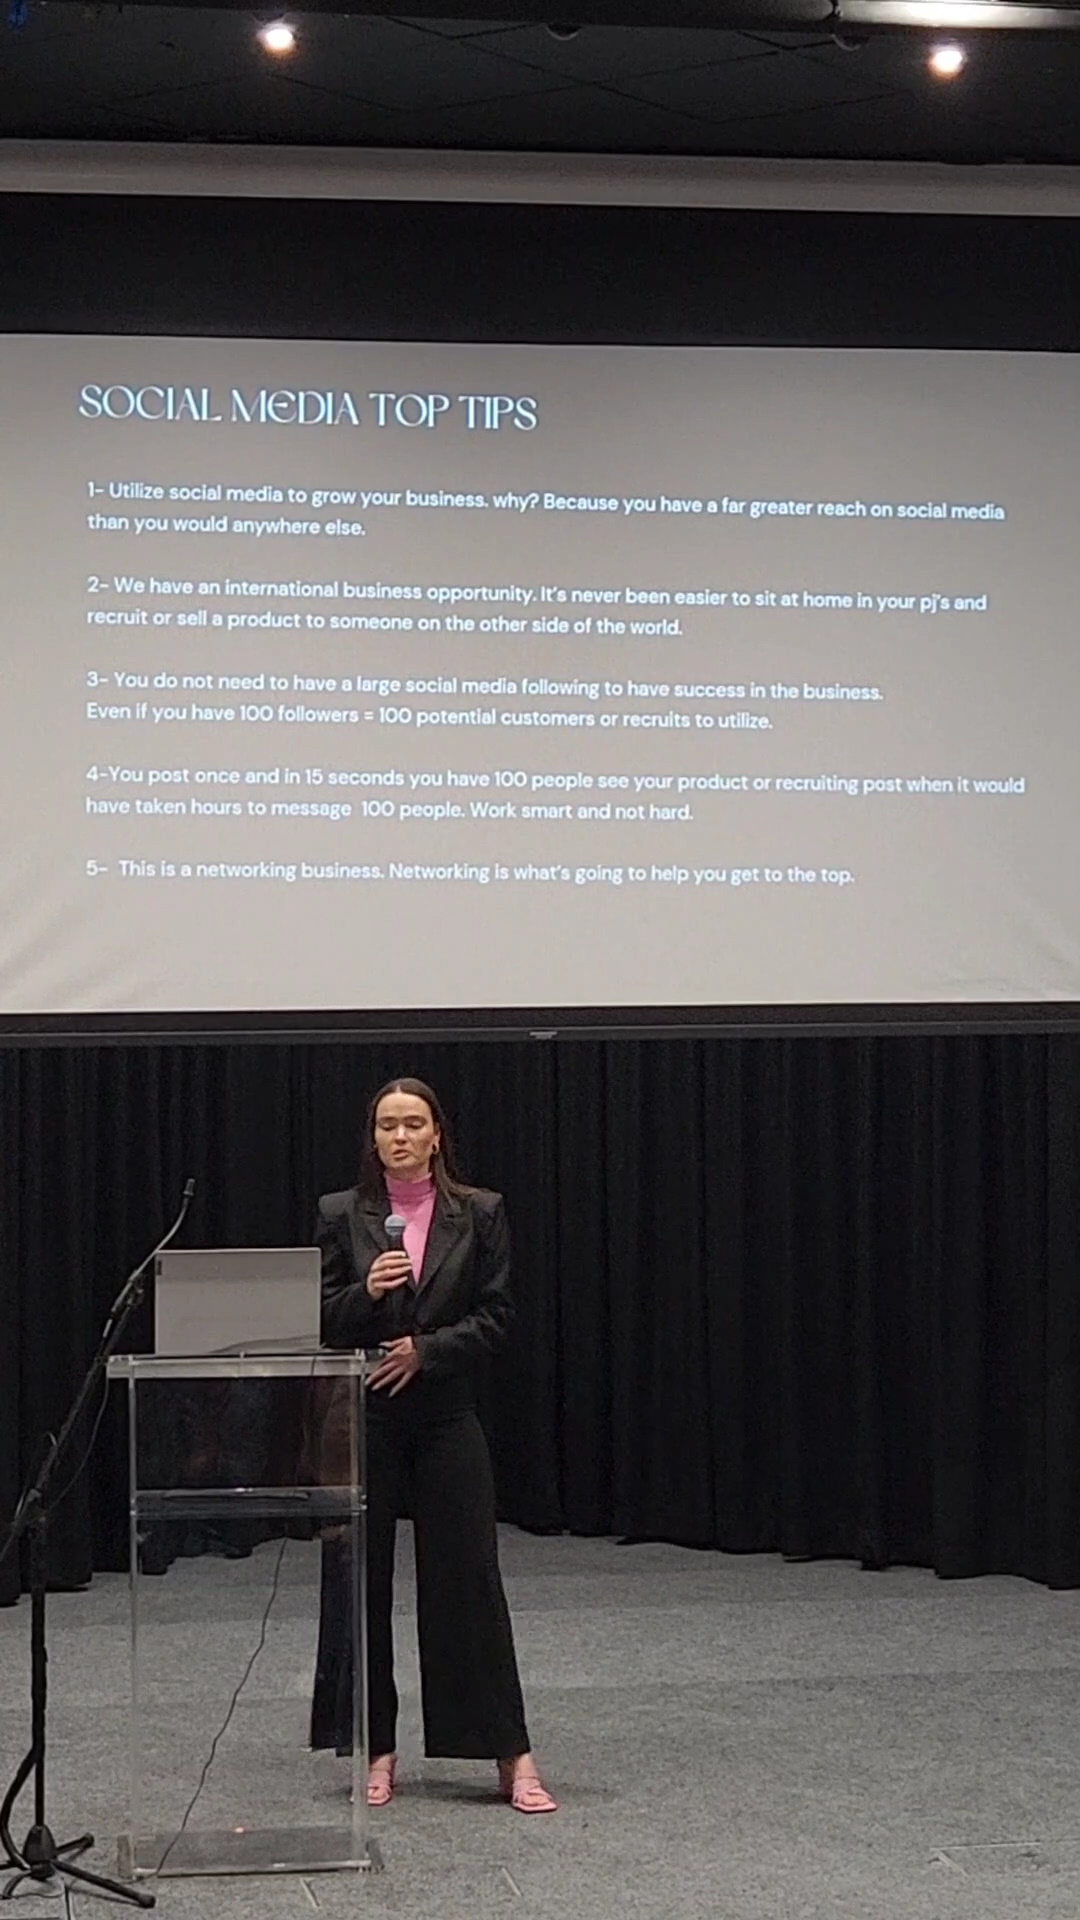 SOCIAL MEDIA TOP TIPS
1- Utilize social media to grow your business. why? Because you have a far greater reach on social media
than you would anywhere else.
2- We have an international business opportunity. It's never been easier to sit at home in your pj's and
recruit or sell a product to someone on the other side of the world.
3- You do not need to have a large social media following to have success in the business.
Even if you have 100 followers = 100 potential customers or recruits to utilize.
4-You post once and in 15 seconds you have 100 people see your product or recruiting post when it would
have taken hours to message 100 people. Work smart and not hard.
5- This is a networking business. Networking is what's going to help you get to the top.